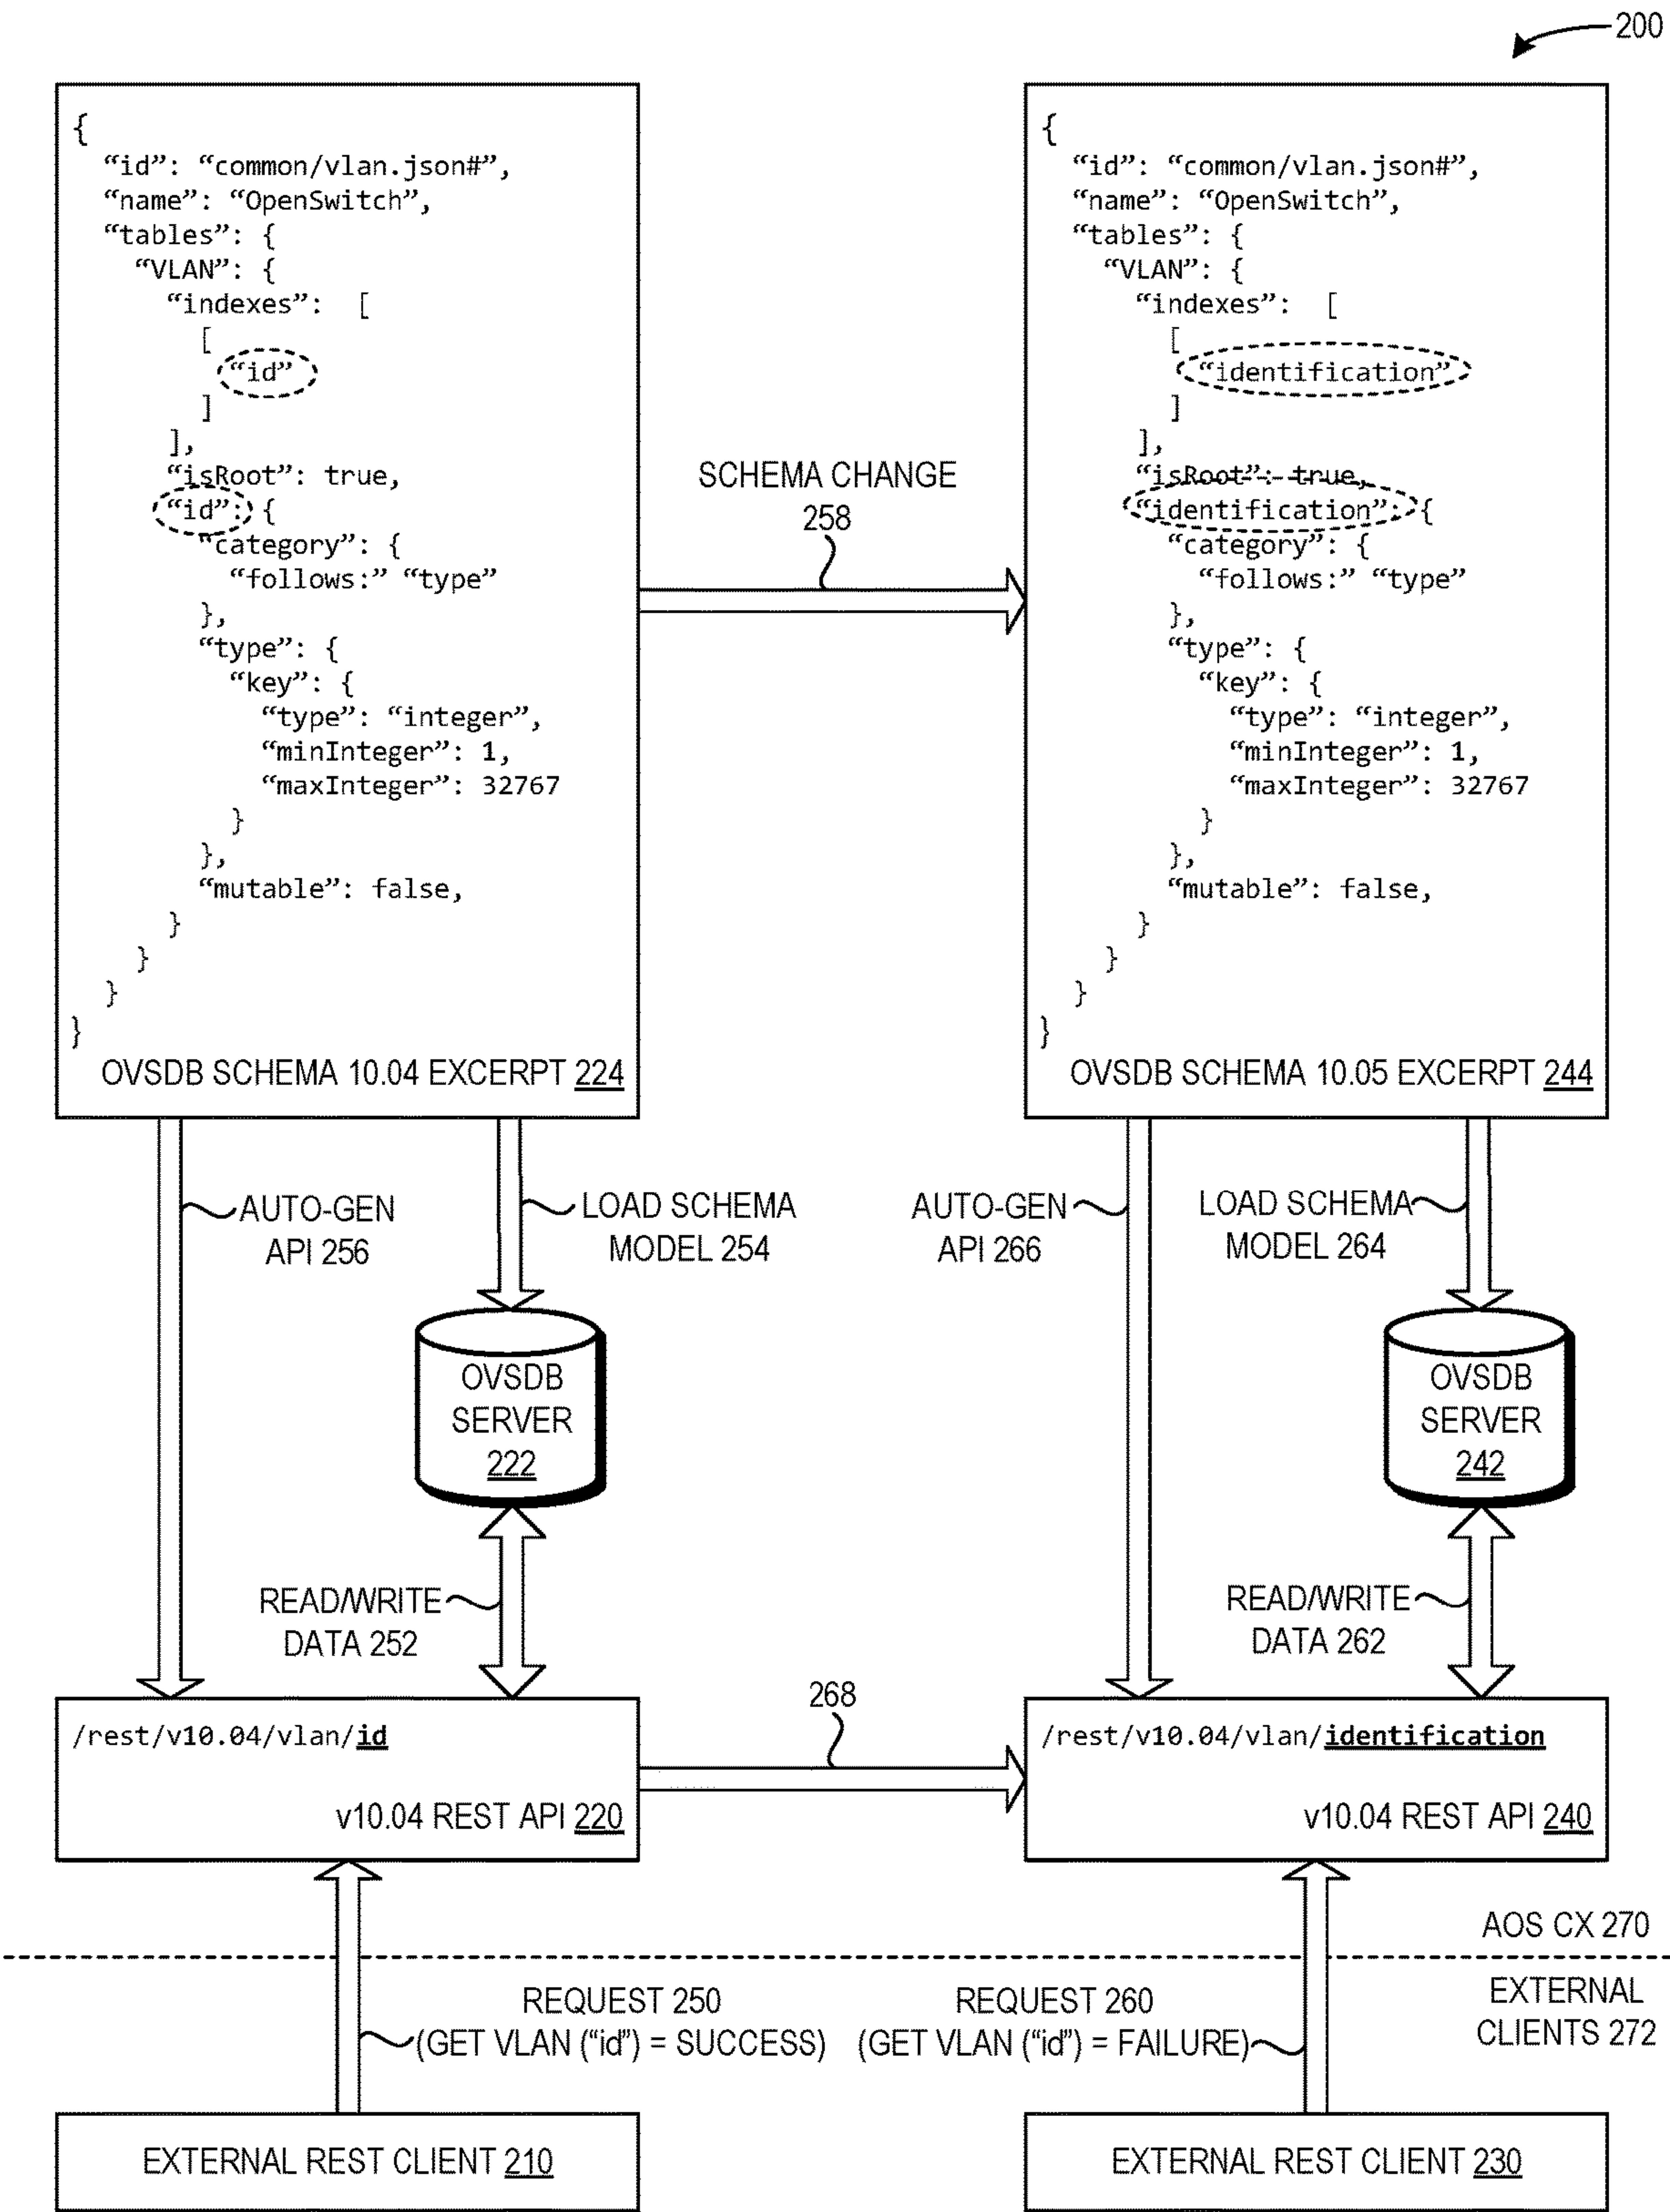 200
{
“id”: “common/vlan.json#”,
“name”: “OpenSwitch”,
“tables”: {
“VLAN”: {
“indexes”: [
[
“id”
]
],
“isRoot”: true,
“id”: {
“category”: {
“follows:” “type”
},
“type”: {
“key”: {
“type”: “integer”,
“minInteger”: 1,
“maxInteger”: 32767
}
},
“mutable”: false,
}
}
}
}
OVSDB SCHEMA 10.04 EXCERPT 224
SCHEMA CHANGE
258
{
“id”: “common/vlan.json#”,
“name”: “OpenSwitch”,
“tables”: {
“VLAN”: {
“indexes”: [
[
“identification”
]
],
“isRoot”: true,
“identification”: {
“category”: {
“follows:” “type”
},
“type”: {
“key”: {
“type”: “integer”,
“minInteger”: 1,
“maxInteger”: 32767
}
},
“mutable”: false,
}
}
}
}
OVSDB SCHEMA 10.05 EXCERPT 244
AUTO-GEN
API 256
LOAD SCHEMA
MODEL 254
AUTO-GEN
API 266
LOAD SCHEMA
MODEL 264
OVSDB
SERVER
222
OVSDB
SERVER
242
READ/WRITE
DATA 252
READ/WRITE
DATA 262
/rest/v10.04/vlan/id
v10.04 REST API 220
268
/rest/v10.04/vlan/identification
v10.04 REST API 240
AOS CX 270
EXTERNAL
CLIENTS 272
REQUEST 250
(GET VLAN (“id”) = SUCCESS)
REQUEST 260
(GET VLAN (“id”) = FAILURE)
EXTERNAL REST CLIENT 210
EXTERNAL REST CLIENT 230